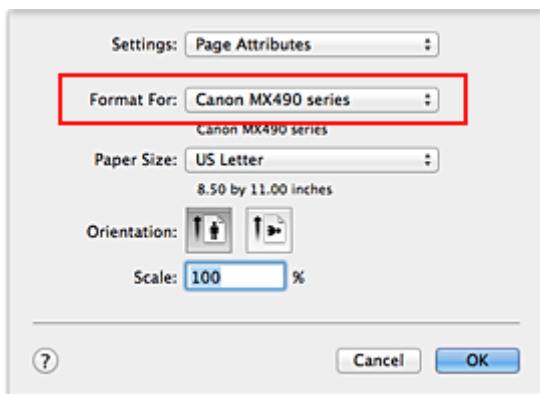 Settings: Page Attributes
Format For: Canon MX490 series
Canon MX490 series
Paper Size: US Letter
8.50 by 11.00 inches
Orientation:
Scale: 100 %
? Cancel OK